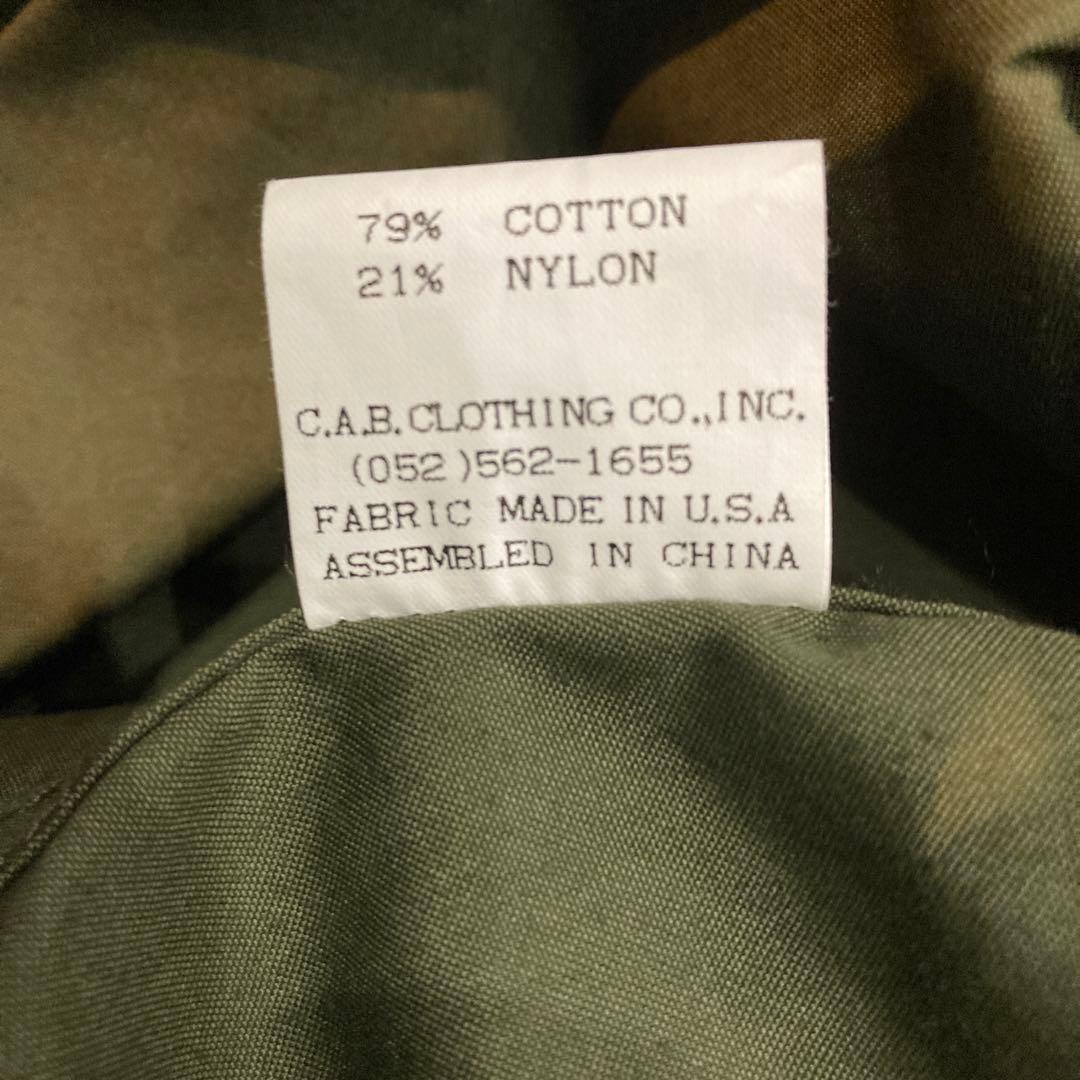 79% COTTON
21% NYLON
C.A.B. CLOTHING CO.,INC.
(052)562-1655
FABRIC MADE IN U.S.A
ASSEMBLED IN CHINA